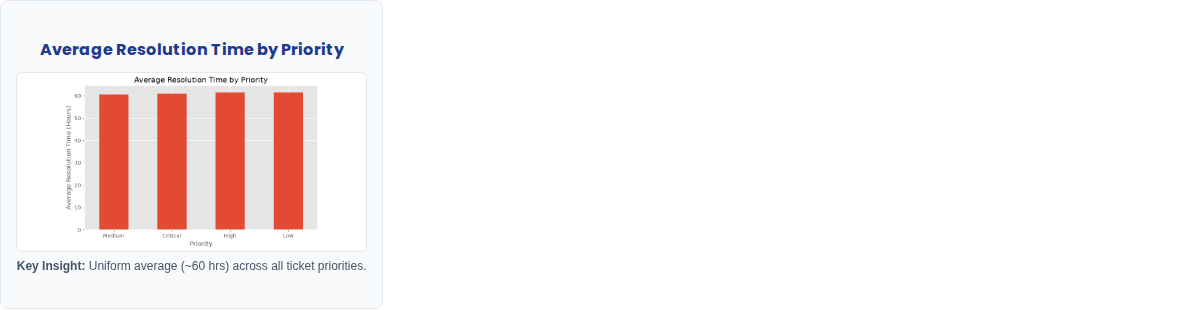 Average Resolution Time by Priority
Average Resolution Time by Priority
Average Resolution Time (Hours)
60
50
40
30
20
10
0
Medium Critical High Low
Priority
Key Insight: Uniform average (~60 hrs) across all ticket priorities.